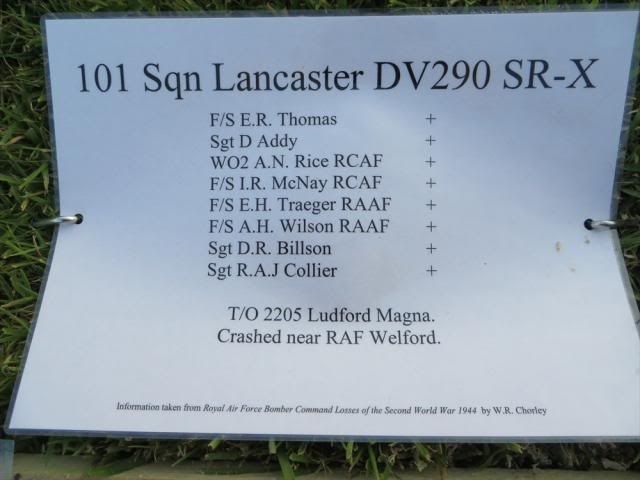 101 Sqn Lancaster DV290 SR-X
F/S E.R. Thomas +
Sgt D Addy +
WO2 A.N. Rice RCAF +
F/S I.R. McNay RCAF +
F/S E.H. Traeger RAAF +
F/S A.H. Wilson RAAF +
Sgt D.R. Billson +
Sgt R.A.J Collier +
T/O 2205 Ludford Magna.
Crashed near RAF Welford.
Information taken from Royal Air Force Bomber Command Losses of the Second World War 1944 by W.R. Chorley